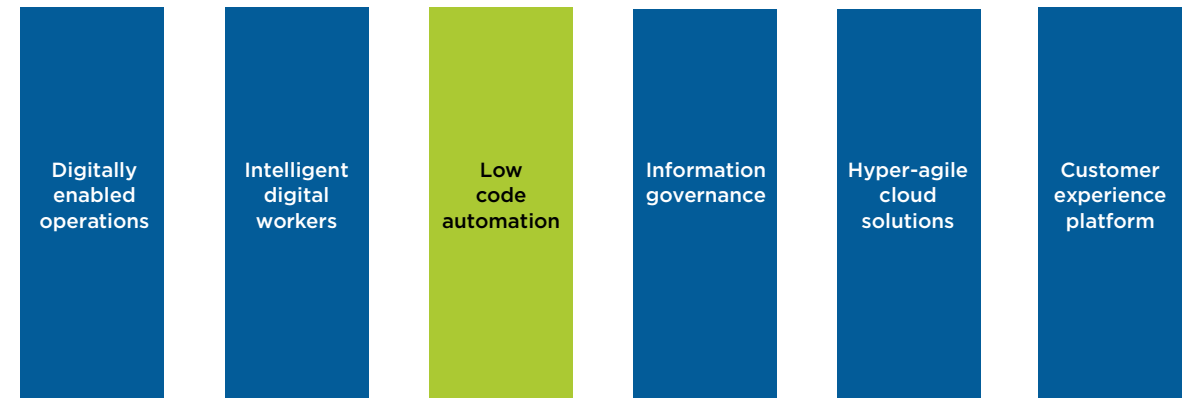 Digitally
enabled
operations
Intelligent
digital
workers
Low
code
automation
Information
governance
Hyper-agile
cloud
solutions
Customer
experience
platform